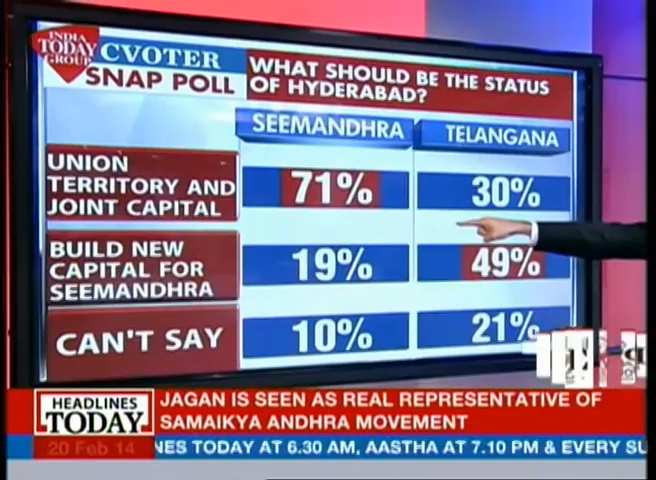 INDIA
TODAY
GROUP
CVOTER
SNAP POLL
WHAT SHOULD BE THE STATUS
OF HYDERABAD?
SEEMANDHRA TELANGANA
UNION
TERRITORY AND
JOINT CAPITAL
71% 30%
BUILD NEW
CAPITAL FOR
SEEMANDHRA
19% 49%
CAN'T SAY
10% 21%
HEADLINES
TODAY
JAGAN IS SEEN AS REAL REPRESENTATIVE OF
SAMAIKYA ANDHRA MOVEMENT
20 Feb 14
NES TODAY AT 6.30 AM, AASTHA AT 7.10 PM & EVERY SU